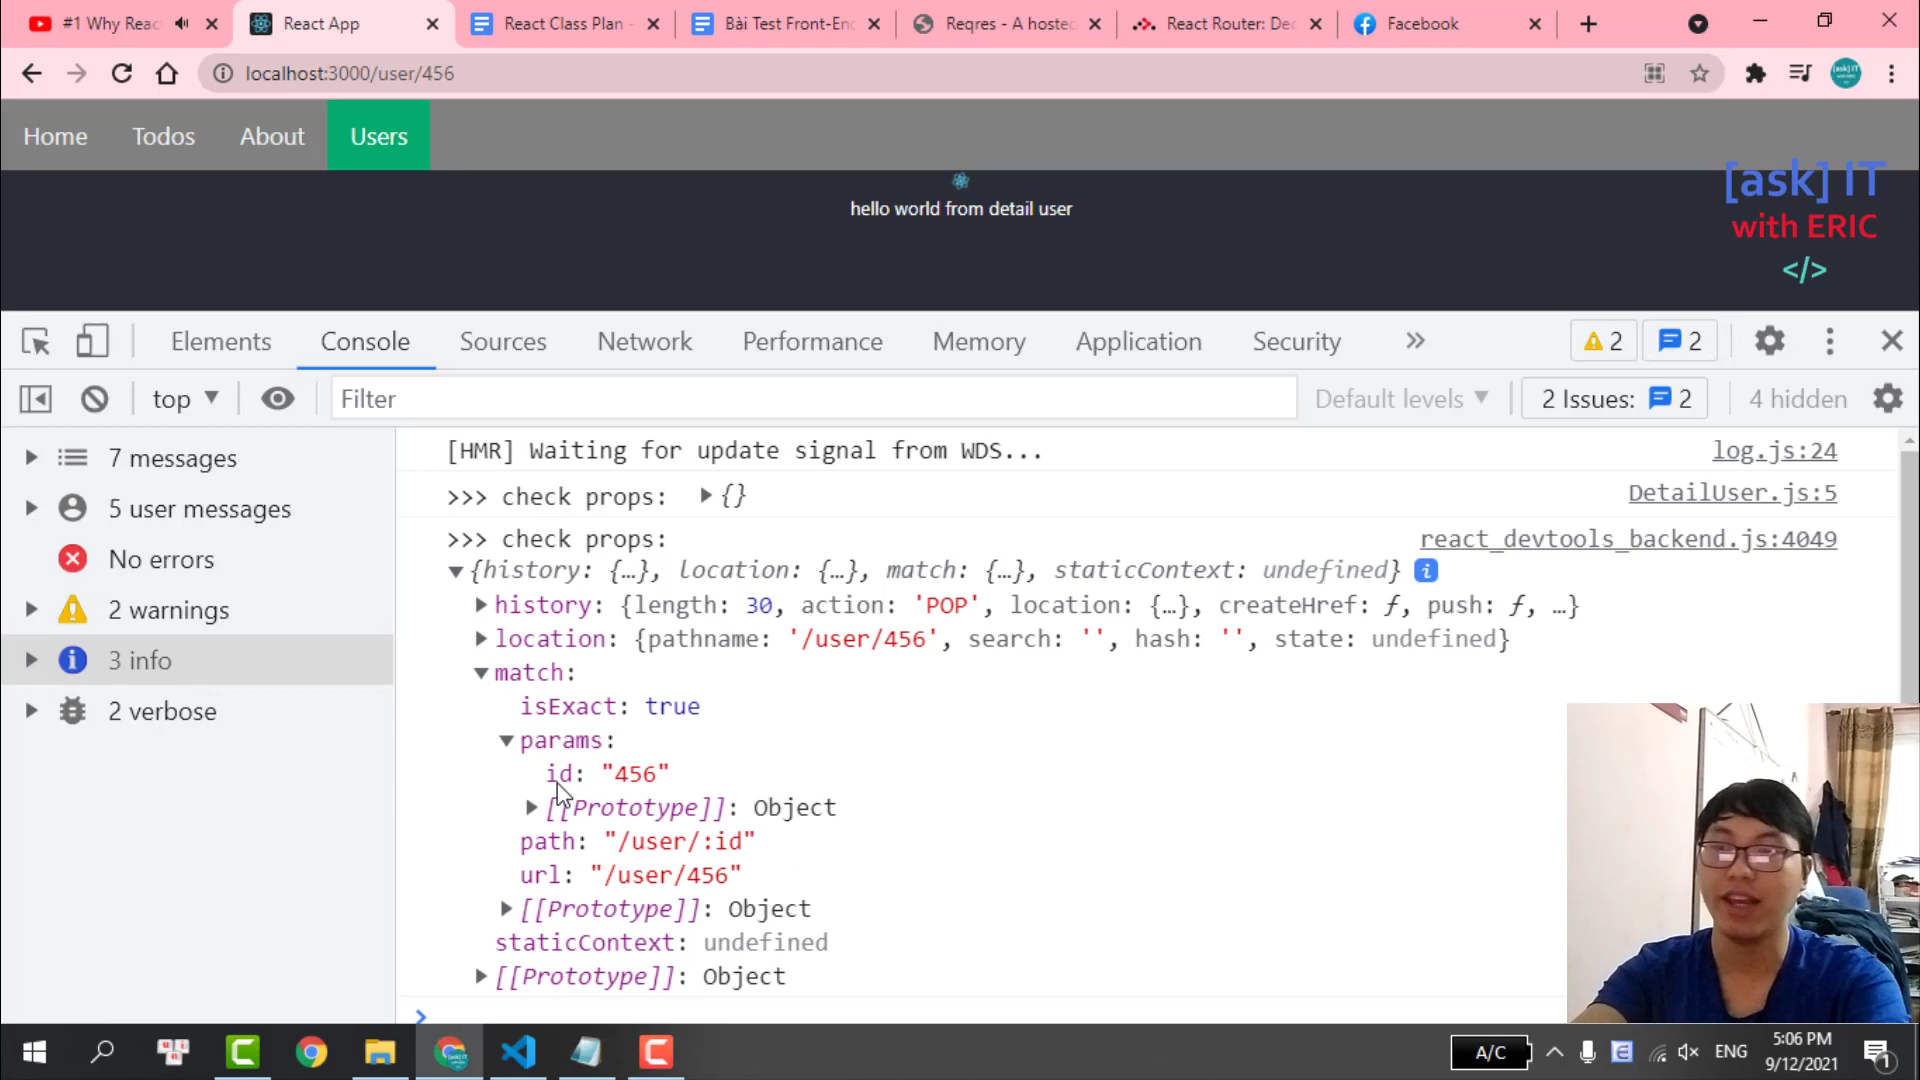 #1 Why Reac
React App
React Class Plan -
Bài Test Front-End
Reqres - A hosted
React Router: Dec
Facebook
localhost:3000/user/456
Home
Todos
About
Users
hello world from detail user
[ask] IT
with ERIC
</>
Elements
Console
Sources
Network
Performance
Memory
Application
Security
2
2
top
Filter
Default levels
2 Issues: 2
4 hidden
7 messages
5 user messages
No errors
2 warnings
3 info
2 verbose
[HMR] Waiting for update signal from WDS...
log.js:24
>>> check props: {}
DetailUser.js:5
>>> check props:
react_devtools_backend.js:4049
{history: {…}, location: {…}, match: {…}, staticContext: undefined}
history: {length: 30, action: 'POP', location: {…}, createHref: ƒ, push: ƒ, …}
location: {pathname: '/user/456', search: '', hash: '', state: undefined}
match:
isExact: true
params:
id: "456"
[[Prototype]]: Object
path: "/user/:id"
url: "/user/456"
[[Prototype]]: Object
staticContext: undefined
[[Prototype]]: Object
A/C
ENG
5:06 PM
9/12/2021
1